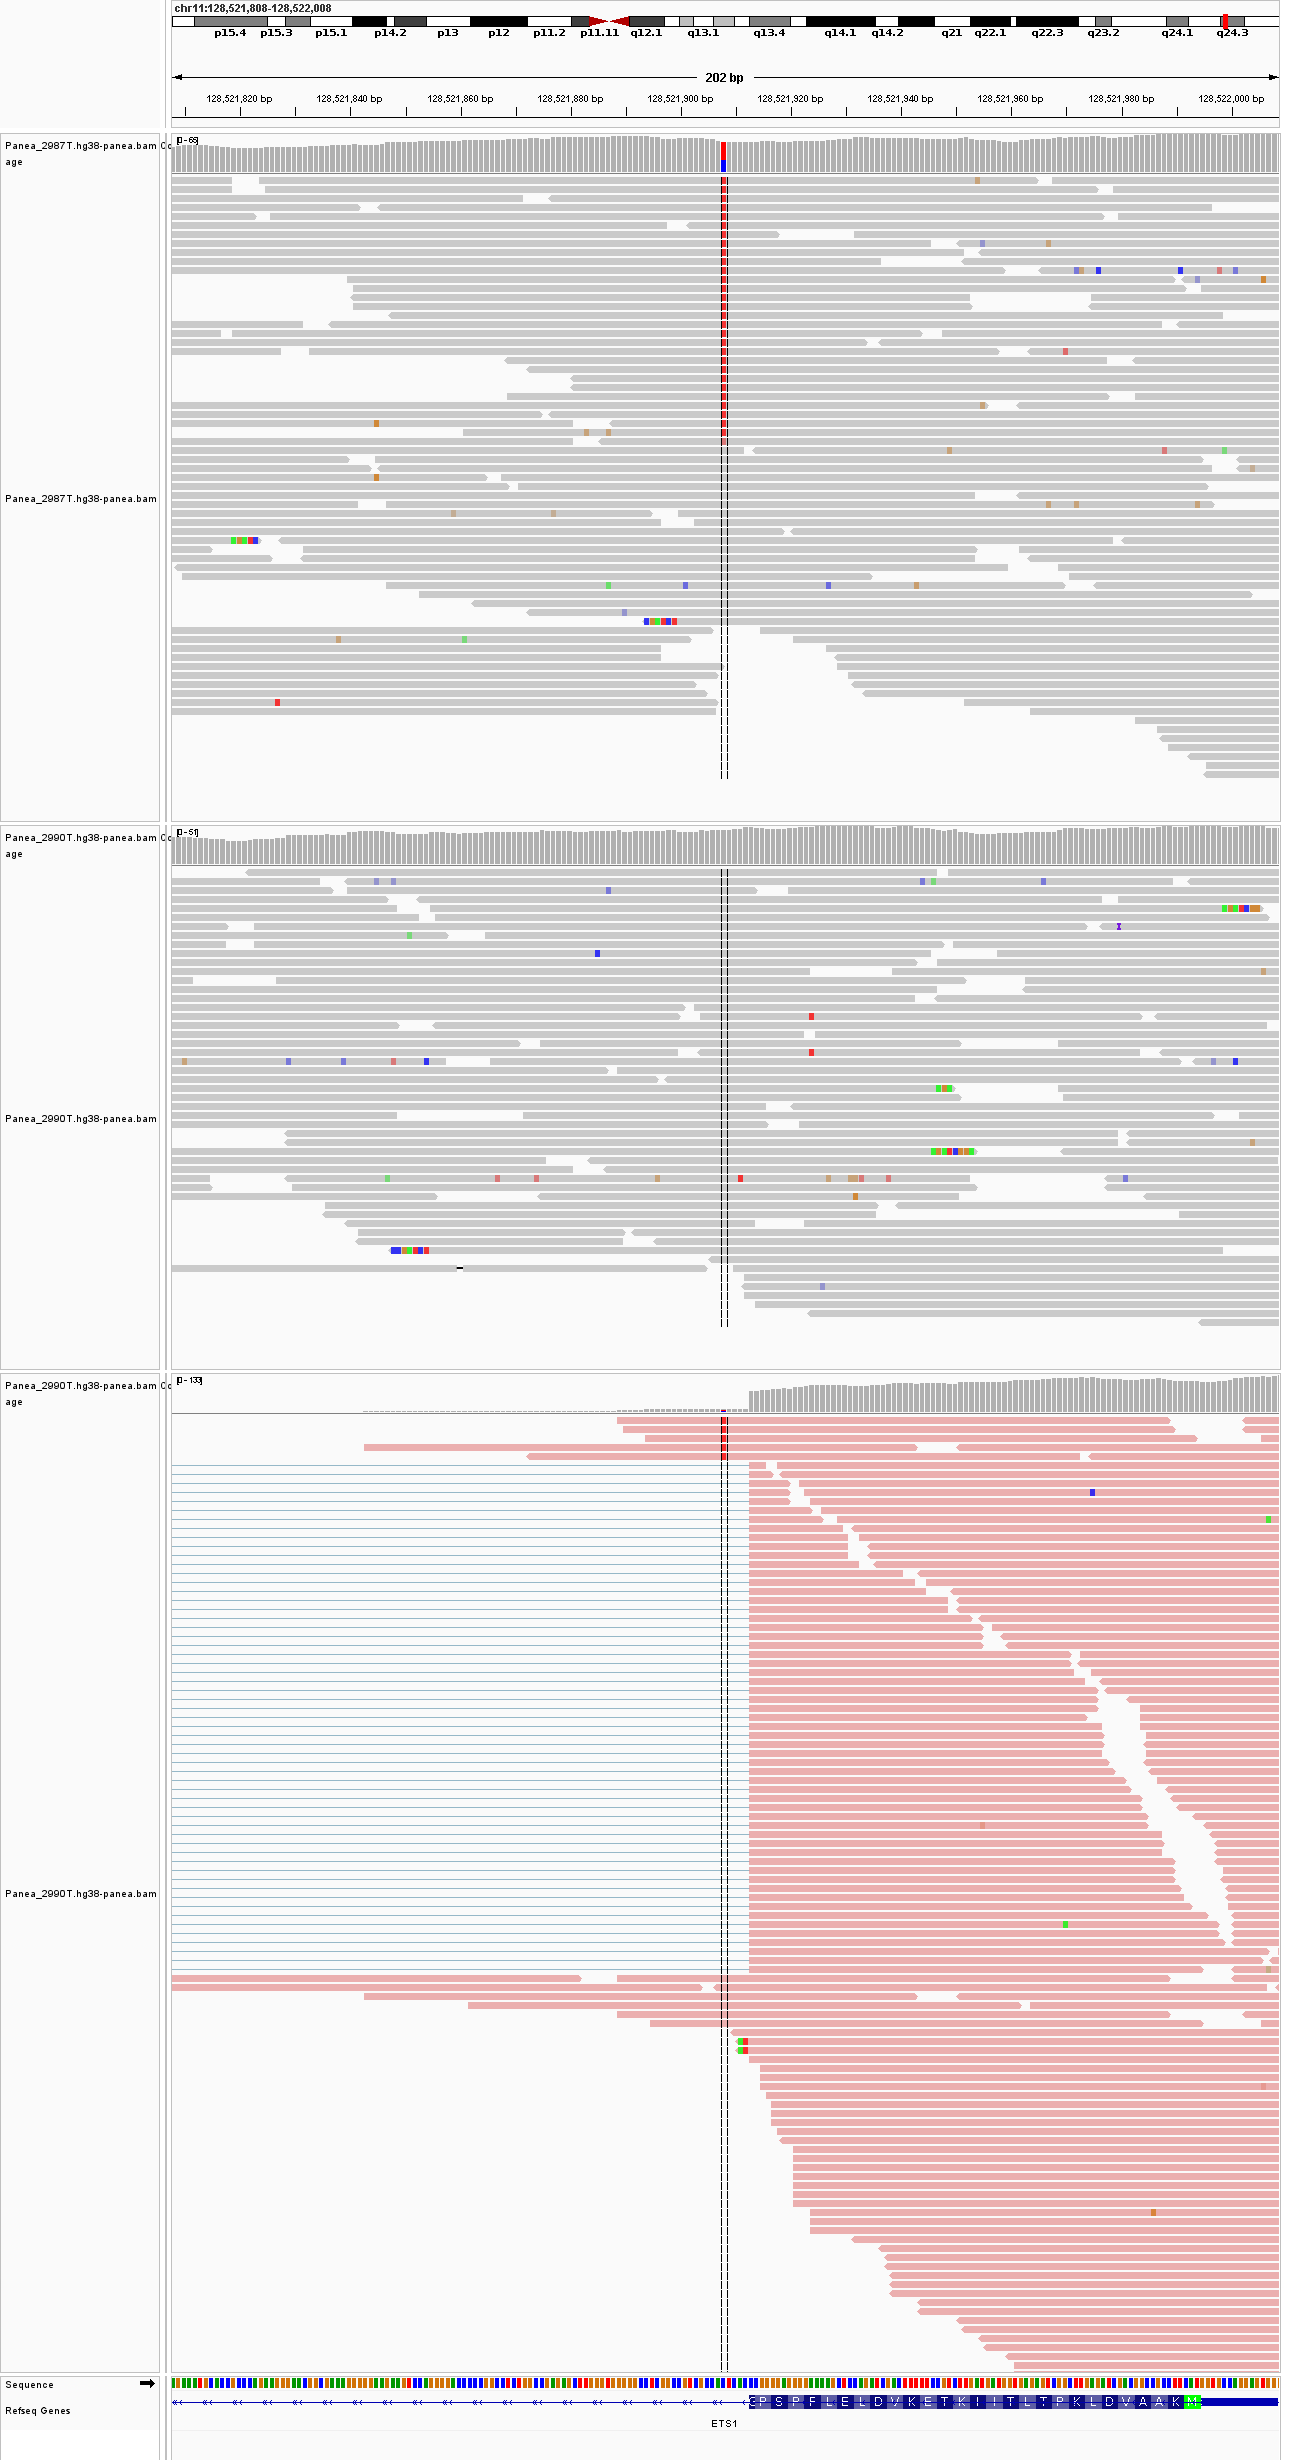 chr11:128,521,808-128,522,008
p15.4 p15.3 p15.1 p14.2 p13 p12 p11.2 p11.11 q12.1 q13.1 q13.4 q14.1 q14.2 q21 q22.1 q22.3 q23.2 q24.1 q24.3
202 bp
128,521,820 bp 128,521,840 bp 128,521,860 bp 128,521,880 bp 128,521,900 bp 128,521,920 bp 128,521,940 bp 128,521,960 bp 128,521,980 bp 128,522,000 bp
Panea_2987T.hg38-panea.bam Co
age
[0-65]
Panea_2987T.hg38-panea.bam
Panea_2990T.hg38-panea.bam Co
age
[0-51]
Panea_2990T.hg38-panea.bam
Panea_2990T.hg38-panea.bam Co
age
[0-133]
Panea_2990T.hg38-panea.bam
Sequence
Refseq Genes
P S P F L E L D V K E T K I I T L T P K L D V A A K M
ETS1